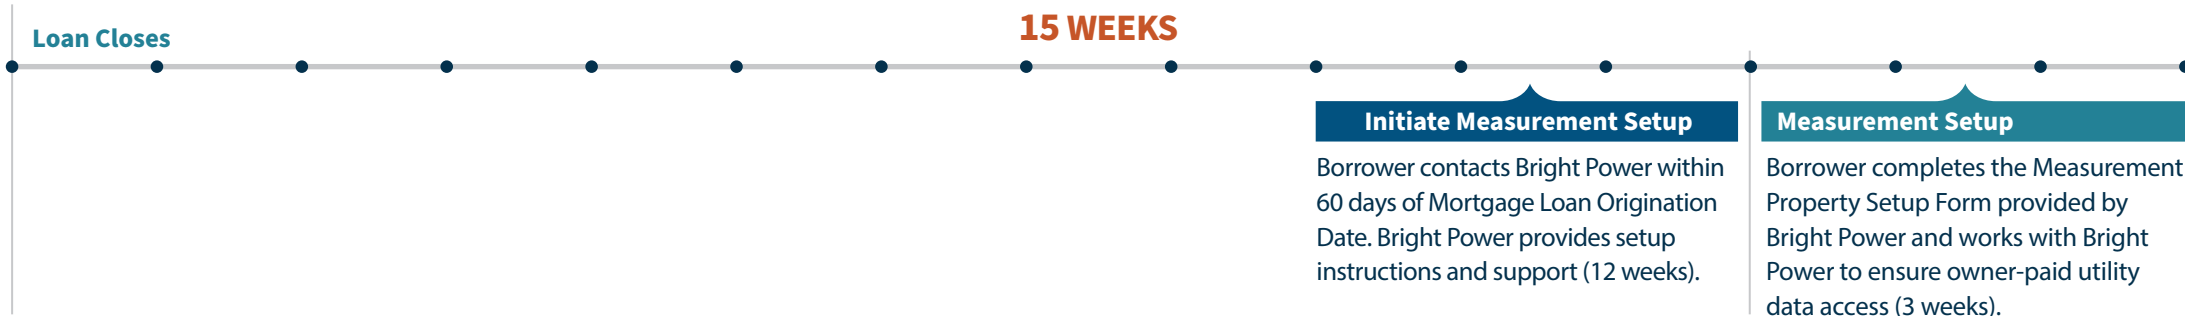 15 WEEKS
Loan Closes
Initiate Measurement Setup
Borrower contacts Bright Power within
60 days of Mortgage Loan Origination
Date. Bright Power provides setup
instructions and support (12 weeks).
Measurement Setup
Borrower completes the Measurement
Property Setup Form provided by
Bright Power and works with Bright
Power to ensure owner-paid utility
data access (3 weeks).